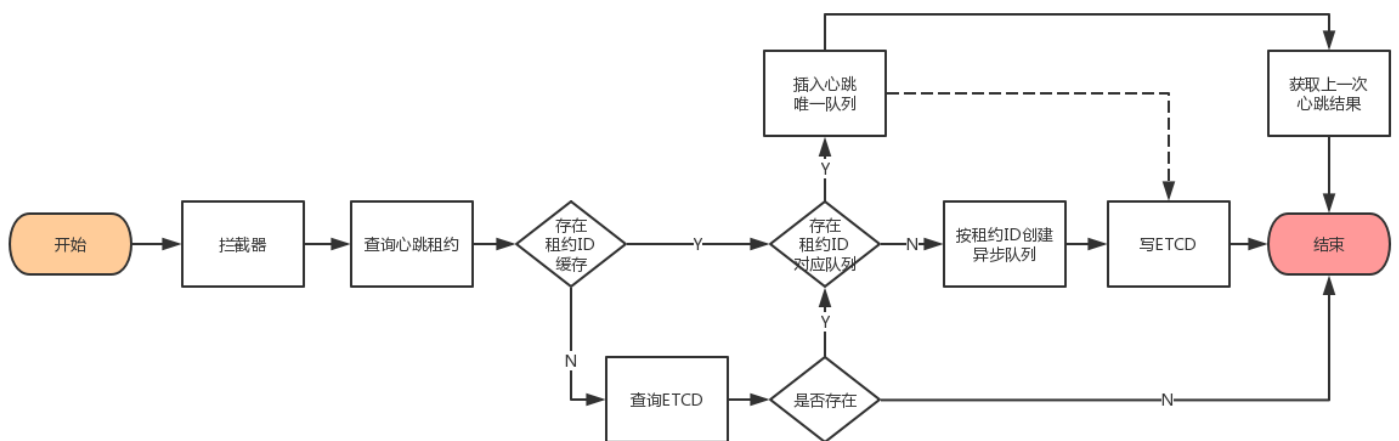 插入心跳
唯一队列
获取上一次
心跳结果
Y
开始
拦截器
查询心跳租约
存在
租约ID
缓存
Y
存在
租约ID
对应队列
N
按租约ID创建
异步队列
写ETCD
结束
Y
N
查询ETCD
是否存在
N